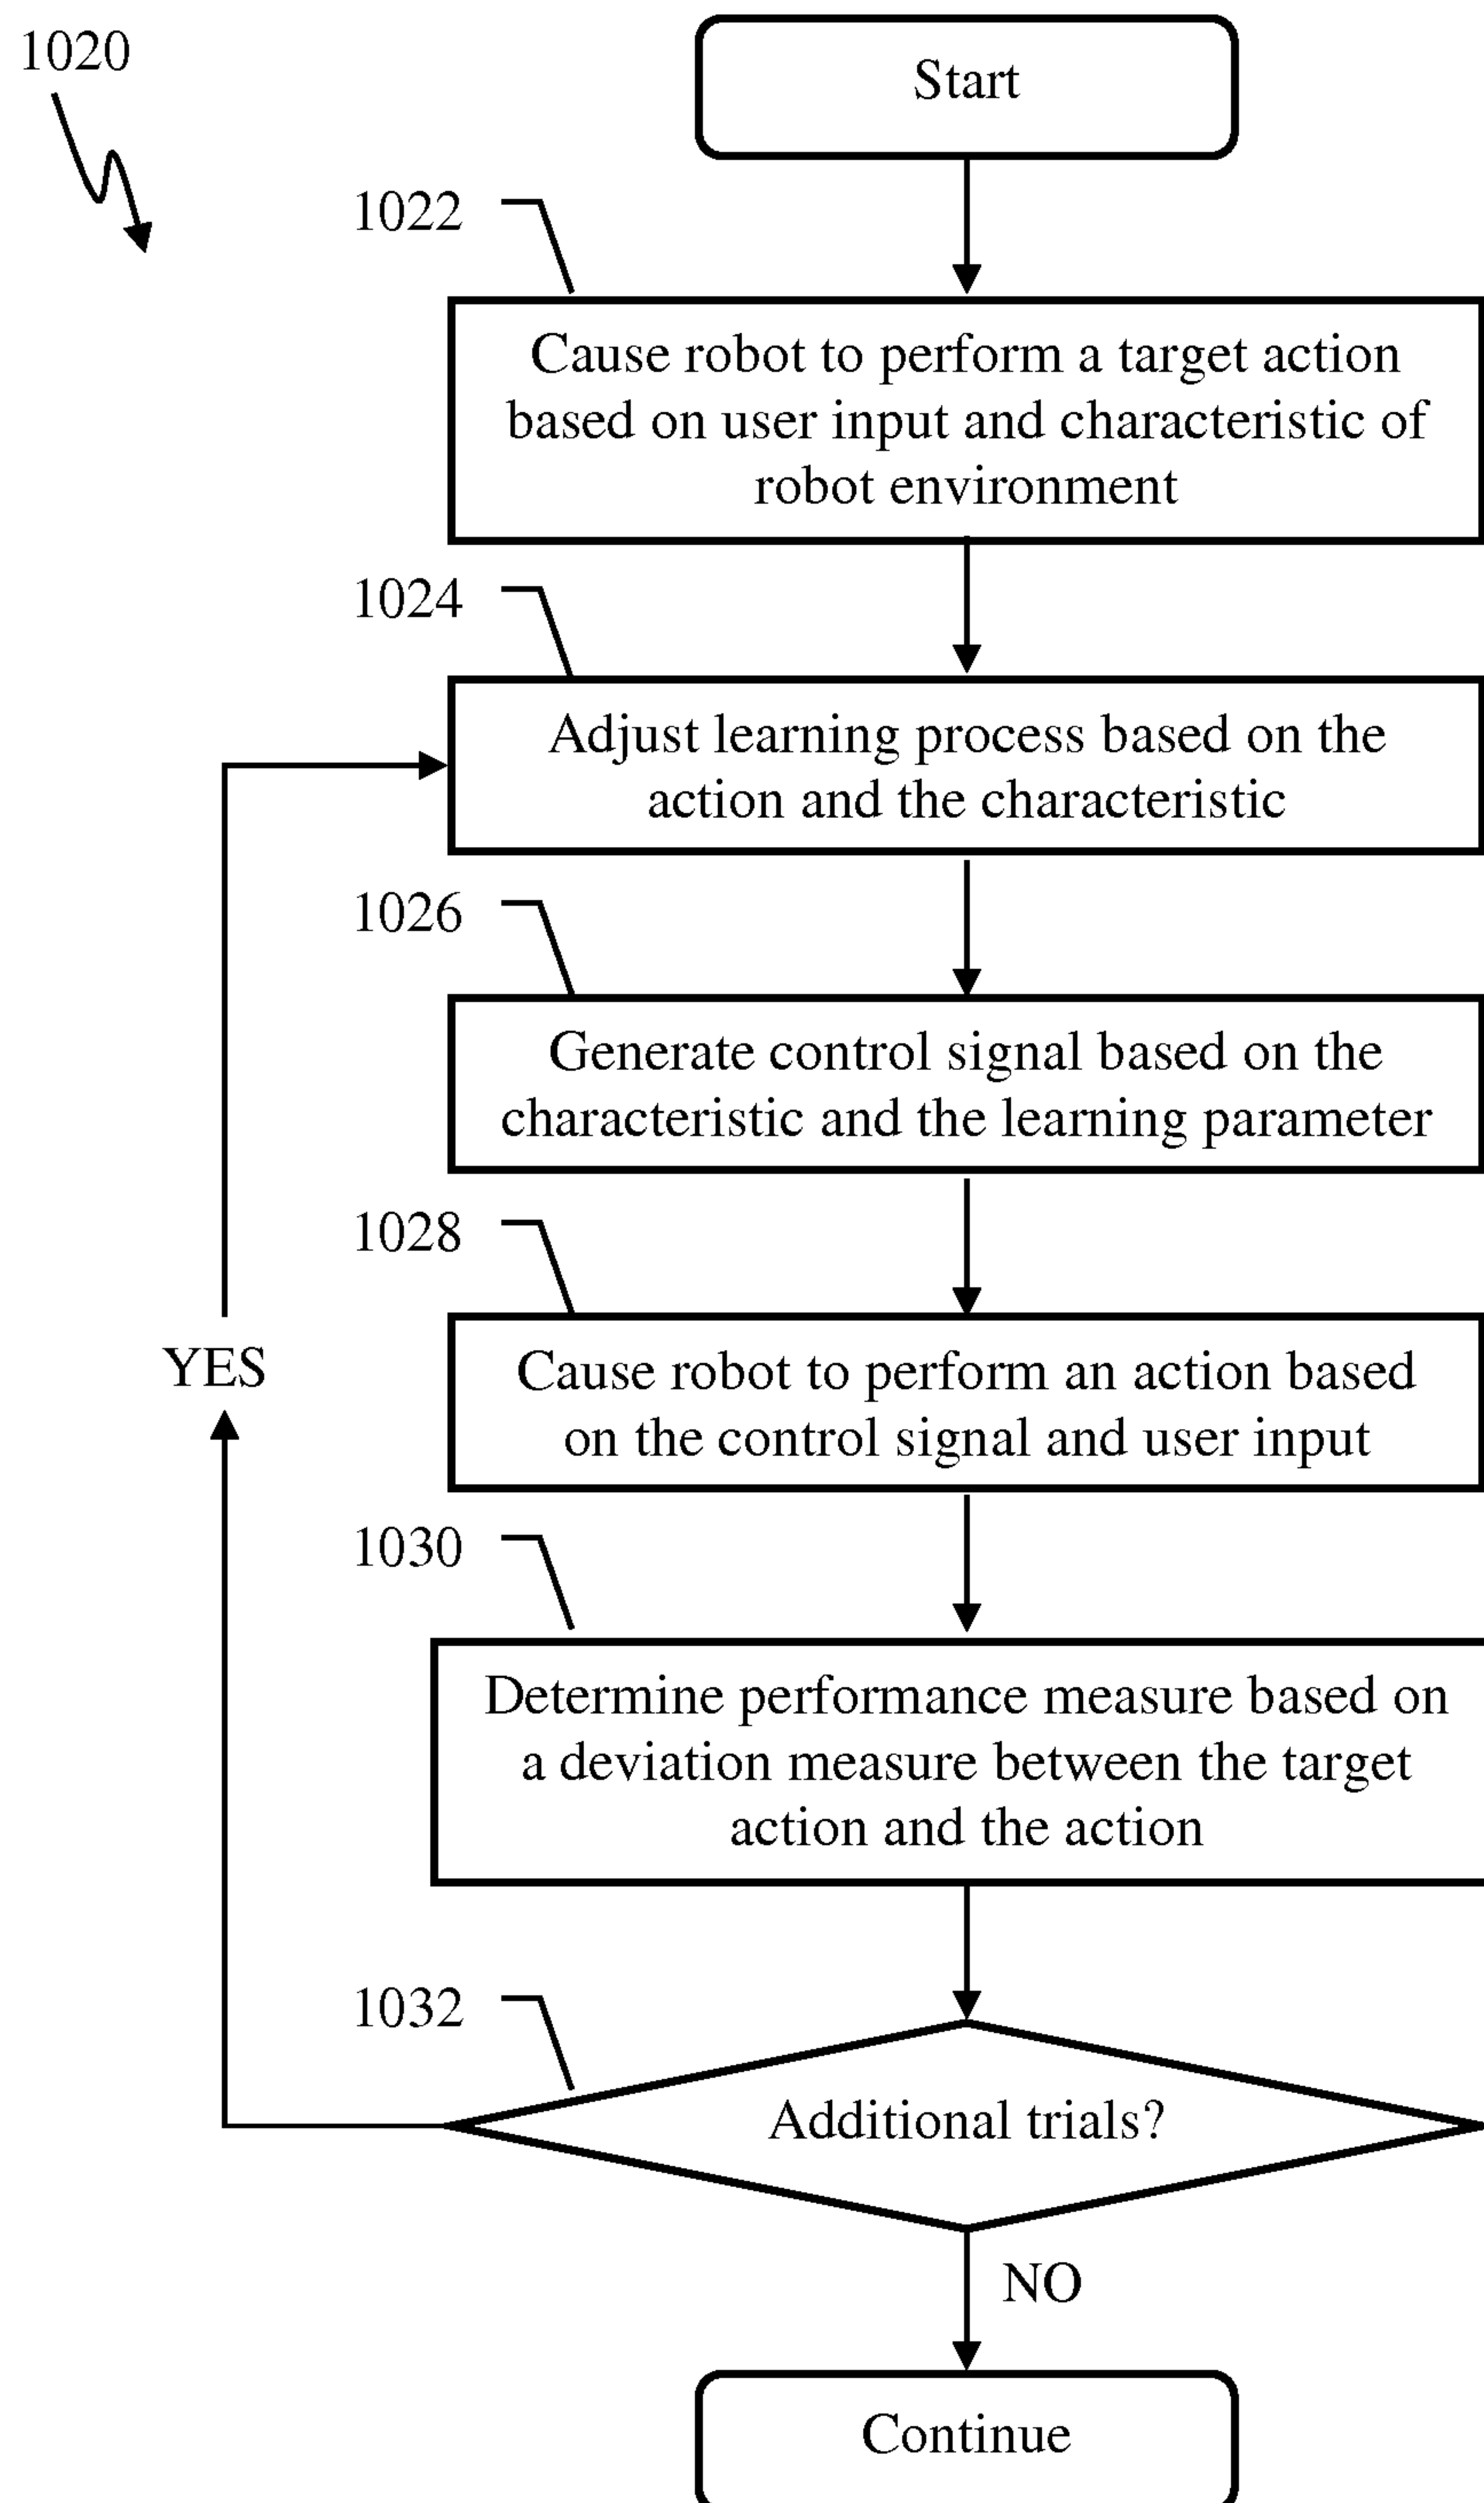 1020
Start
1022
Cause robot to perform a target action
based on user input and characteristic of
robot environment
1024
Adjust learning process based on the
action and the characteristic
1026
Generate control signal based on the
characteristic and the learning parameter
1028
Cause robot to perform an action based
on the control signal and user input
YES
1030
Determine performance measure based on
a deviation measure between the target
action and the action
1032
Additional trials?
NO
Continue